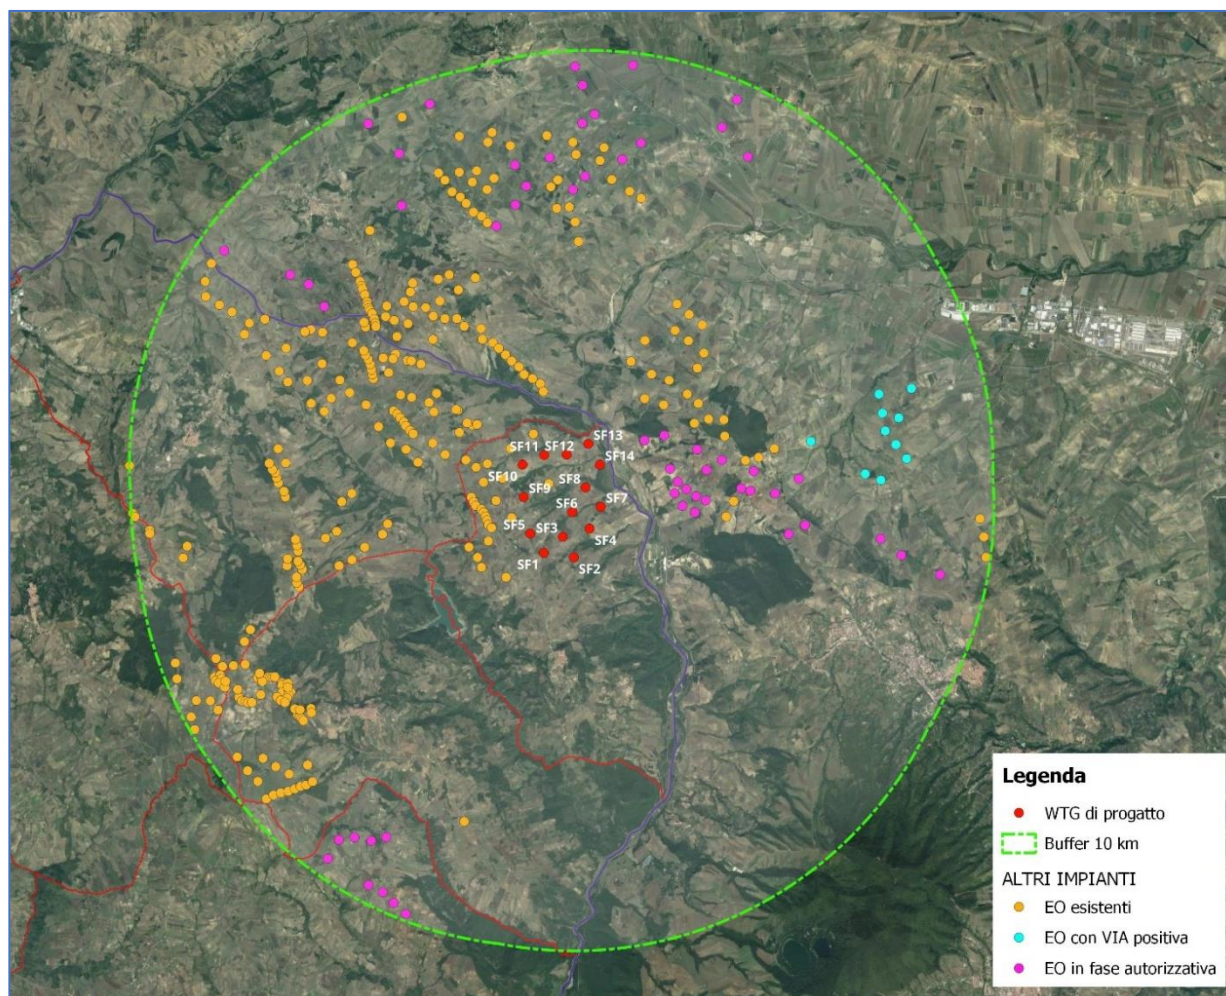 SF13
SF11
SF12
SF14
SF10
SF8
SF9
SF7
SF6
SF5
SF3
SF4
SF1
SF2
Legenda
WTG di progatto
Buffer 10 km
ALTRI IMPIANTI
EO esistenti
EO con VIA positiva
EO in fase autorizzativa